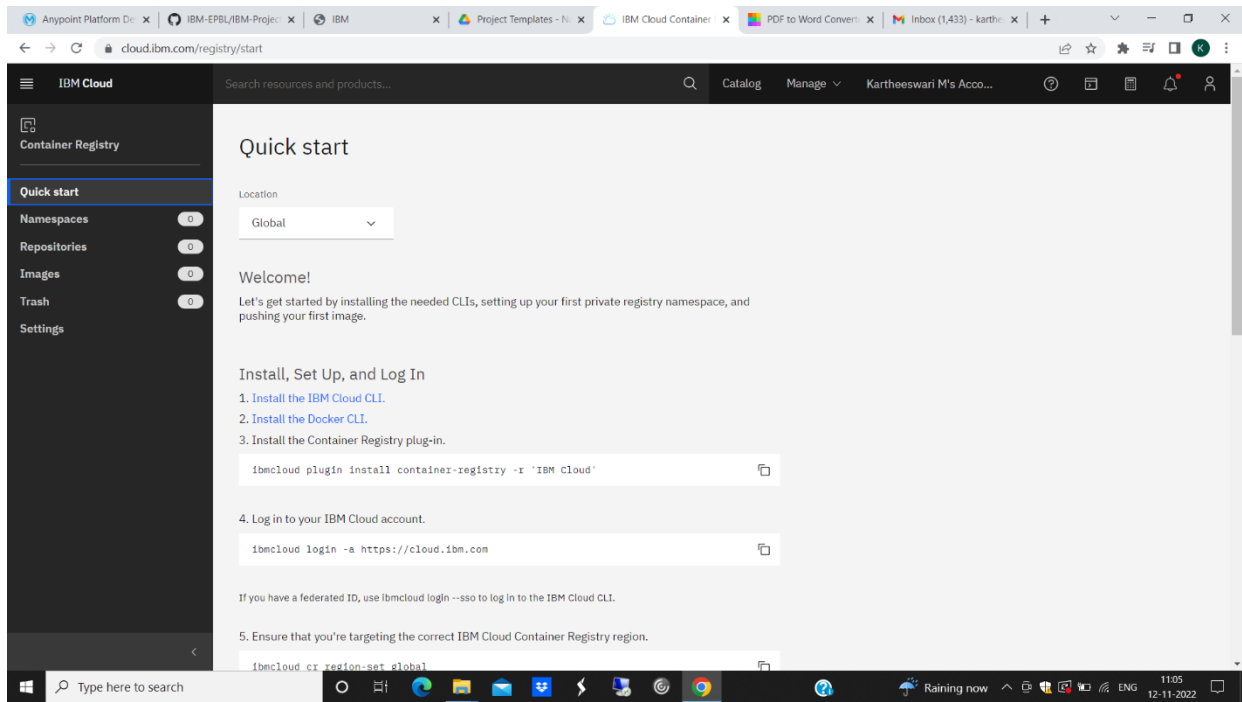 Anypoint Platform De
IBM-EPBL/IBM-Projec
IBM
Project Templates - N
IBM Cloud Container
PDF to Word Convert
Inbox (1,433) - karthe
cloud.ibm.com/registry/start
K
IBM Cloud
Search resources and products...
Catalog
Manage
Kartheeswari M's Acco...
Container Registry
Quick start
Namespaces 0
Repositories 0
Images 0
Trash 0
Settings
Quick start
Location
Global
Welcome!
Let's get started by installing the needed CLIs, setting up your first private registry namespace, and
pushing your first image.
Install, Set Up, and Log In
1. Install the IBM Cloud CLI.
2. Install the Docker CLI.
3. Install the Container Registry plug-in.
ibmcloud plugin install container-registry -r 'IBM Cloud'
4. Log in to your IBM Cloud account.
ibmcloud login -a https://cloud.ibm.com
If you have a federated ID, use ibmcloud login --sso to log in to the IBM Cloud CLI.
5. Ensure that you're targeting the correct IBM Cloud Container Registry region.
ibmcloud cr region-set global
Type here to search
Raining now
ENG
11:05
12-11-2022